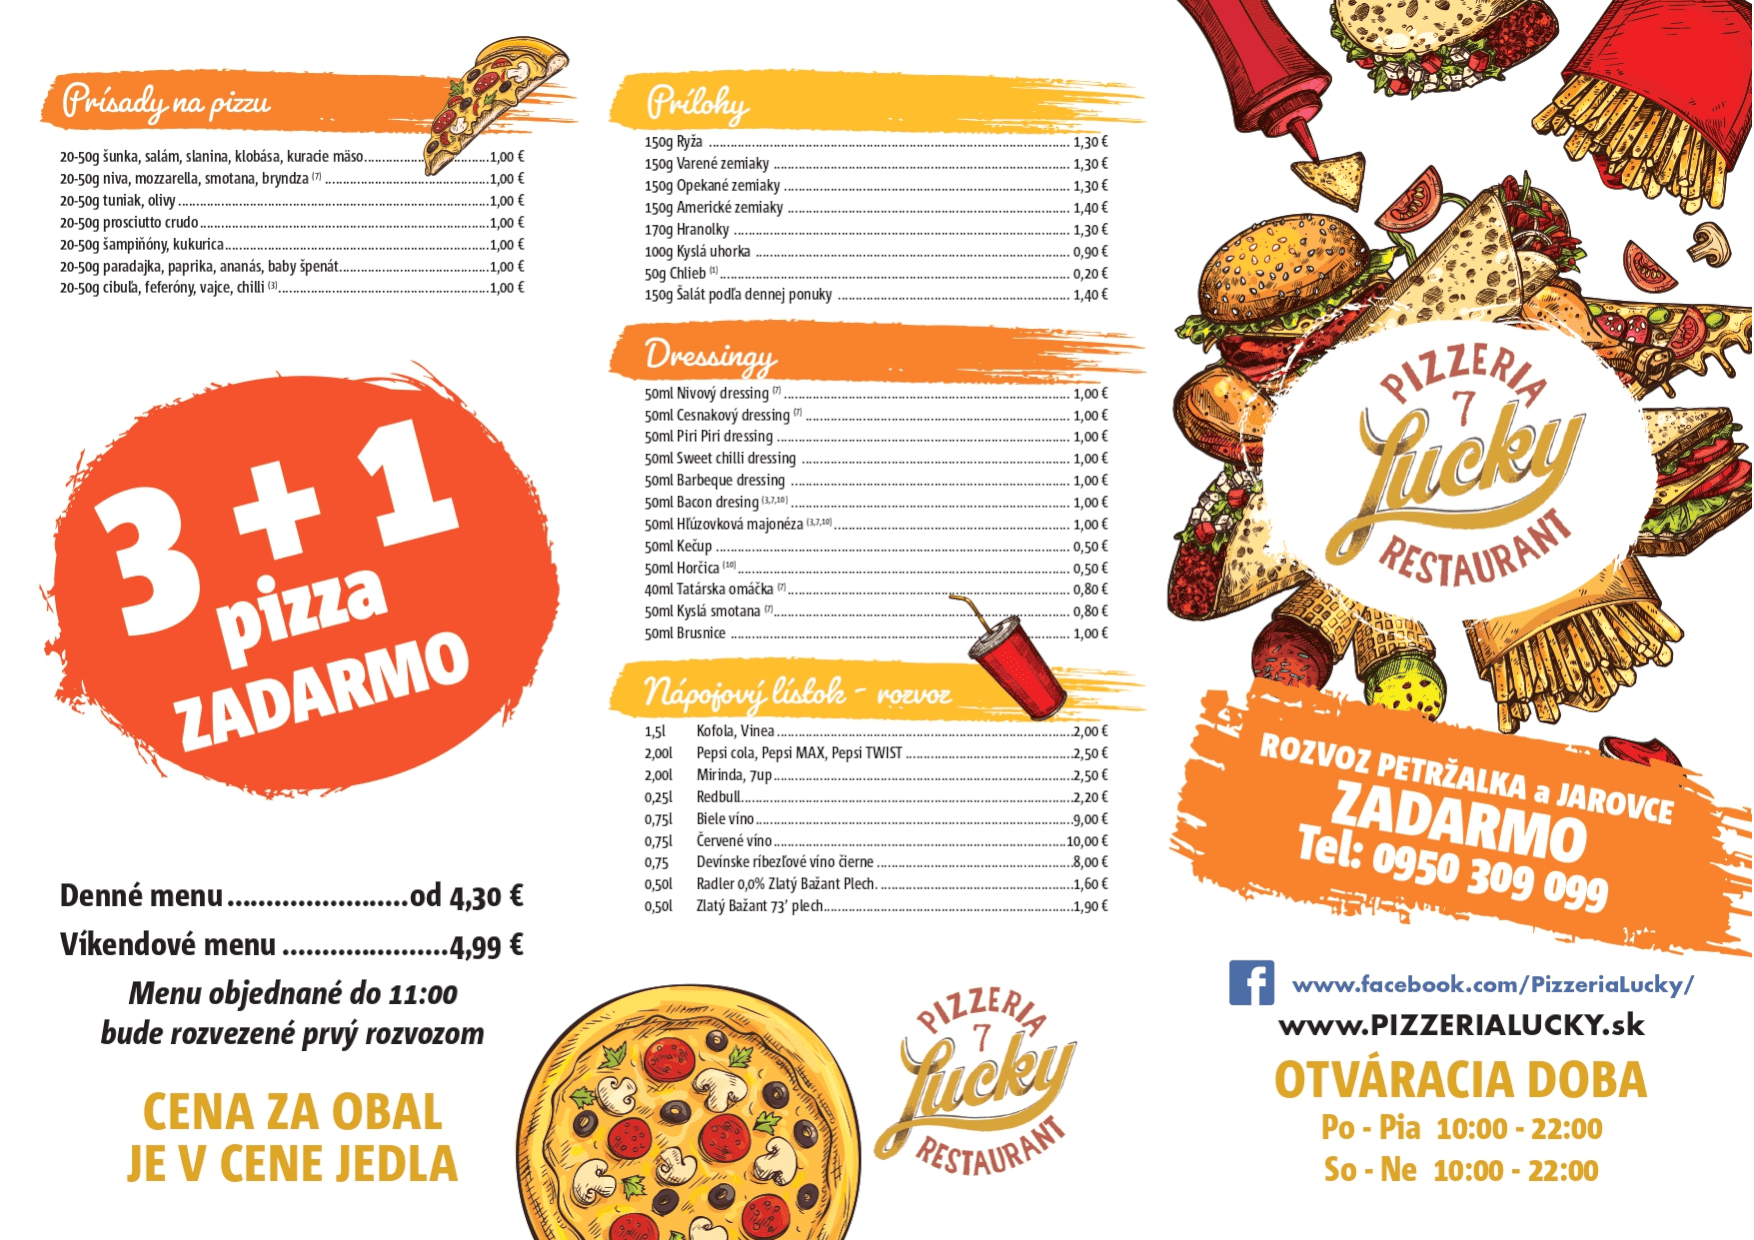 Prísady na pizzu
20-50g šunka, salám, slanina, klobása, kuracie mäso 1,00 €
20-50g niva, mozzarella, smotana, bryndza (7) 1,00 €
20-50g tuniak, olivy 1,00 €
20-50g prosciutto crudo 1,00 €
20-50g šampiňóny, kukurica 1,00 €
20-50g paradajka, paprika, ananás, baby špenát 1,00 €
20-50g cibuľa, feferóny, vajce, chilli (3) 1,00 €
3 + 1
pizza
ZADARMO
Denné menu od 4,30 €
Víkendové menu 4,99 €
Menu objednané do 11:00
bude rozvezené prvý rozvozom
CENA ZA OBAL
JE V CENE JEDLA
Prílohy
150g Ryža 1,30 €
150g Varené zemiaky 1,30 €
150g Opekané zemiaky 1,30 €
150g Americké zemiaky 1,40 €
170g Hranolky 1,30 €
100g Kyslá uhorka 0,90 €
50g Chlieb (1) 0,20 €
150g Šalát podľa dennej ponuky 1,40 €
Dressingy
50ml Nivový dressing (7) 1,00 €
50ml Cesnakový dressing (7) 1,00 €
50ml Piri Piri dressing 1,00 €
50ml Sweet chilli dressing 1,00 €
50ml Barbeque dressing 1,00 €
50ml Bacon dresing (3,7,10) 1,00 €
50ml Hľúzovková majonéza (3,7,10) 1,00 €
50ml Kečup 0,50 €
50ml Horčica (10) 0,50 €
40ml Tatárska omáčka (7) 0,80 €
50ml Kyslá smotana (7) 0,80 €
50ml Brusnice 1,00 €
Nápojový lístok - rozvoz
1,5l Kofola, Vinea 2,00 €
2,00l Pepsi cola, Pepsi MAX, Pepsi TWIST 2,50 €
2,00l Mirinda, 7up 2,50 €
0,25l Redbull 2,20 €
0,75l Biele víno 9,00 €
0,75l Červené víno 10,00 €
0,75 Devínske ríbezľové víno čierne 8,00 €
0,50l Radler 0,0% Zlatý Bažant Plech. 1,60 €
0,50l Zlatý Bažant 73’ plech 1,90 €
PIZZERIA
7
Lucky
RESTAURANT
PIZZERIA
7
Lucky
RESTAURANT
ROZVOZ PETRŽALKA a JAROVCE
ZADARMO
Tel: 0950 309 099
f www.facebook.com/PizzeriaLucky/
www.PIZZERIALUCKY.sk
OTVÁRACIA DOBA
Po - Pia 10:00 - 22:00
So - Ne 10:00 - 22:00